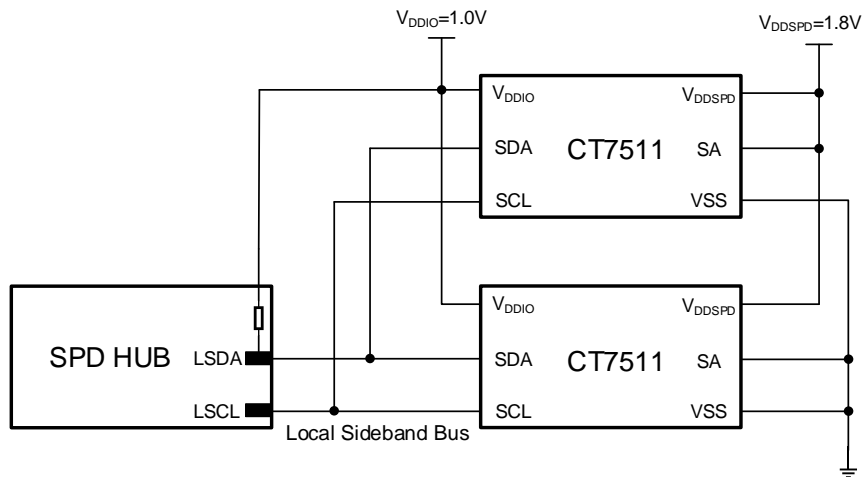 VDDIO=1.0V
VDDSPD=1.8V
VDDIO
VDDSPD
SDA
CT7511
SA
SCL
VSS
VDDIO
VDDSPD
SPD HUB
LSDA
SDA
CT7511
SA
LSCL
SCL
VSS
Local Sideband Bus